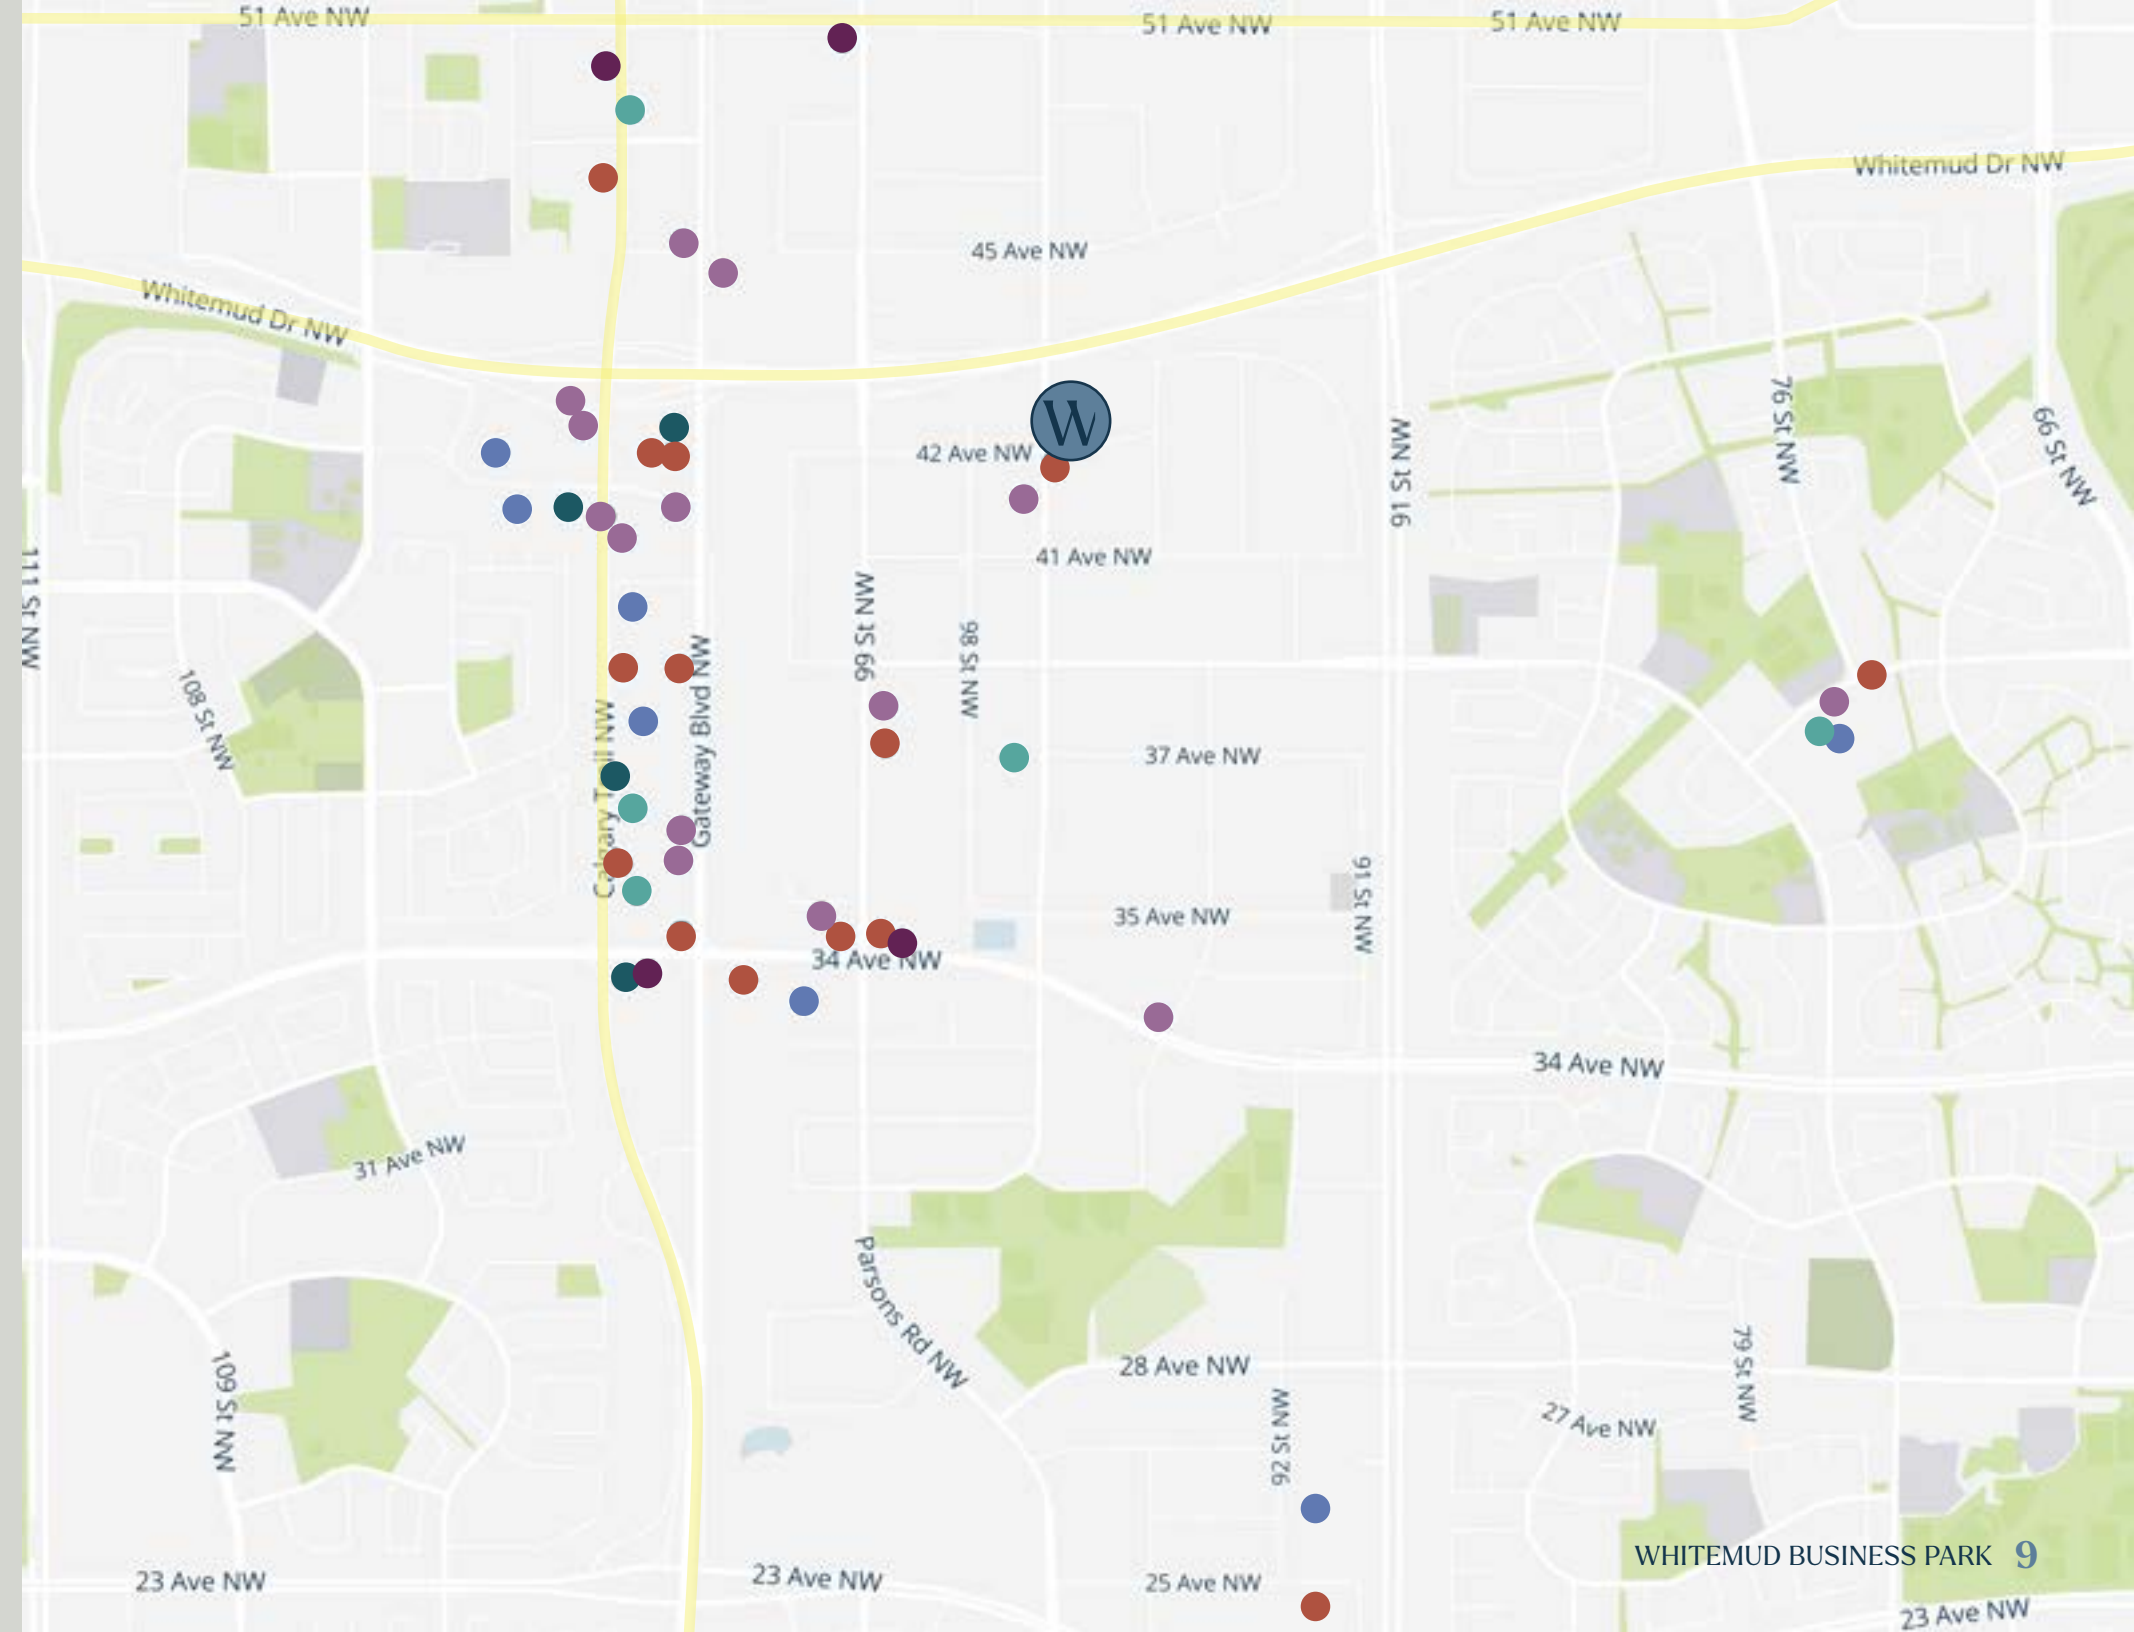 51 Ave NW
51 Ave NW
51 Ave NW
Whitemud Dr NW
45 Ave NW
Whitemud Dr NW
W
42 Ave NW
76 St NW
66 St NW
91 St NW
41 Ave NW
111 St NW
99 St NW
98 St NW
108 St NW
Calgary Trail NW
Gateway Blvd NW
37 Ave NW
91 St NW
35 Ave NW
34 Ave NW
34 Ave NW
31 Ave NW
Parsons Rd NW
28 Ave NW
109 St NW
79 St NW
92 St NW
27 Ave NW
WHITEMUD BUSINESS PARK 9
23 Ave NW
23 Ave NW
25 Ave NW
23 Ave NW